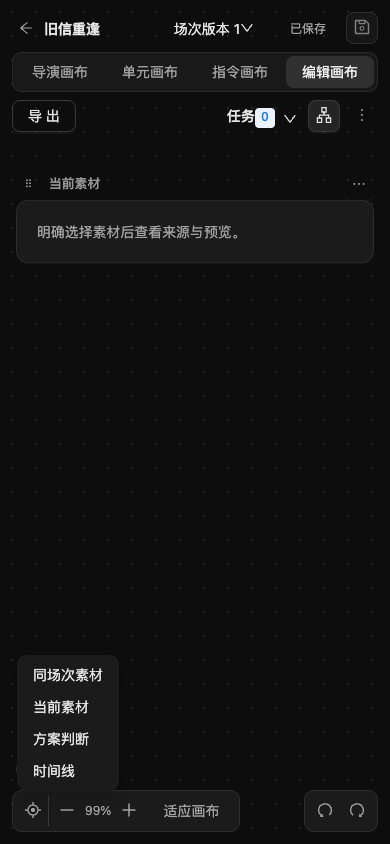 旧信重逢 场次版本 1 已保存
导演画布 单元画布 指令画布 编辑画布
导 出 任务 0
当前素材
明确选择素材后查看来源与预览。
同场次素材
当前素材
方案判断
时间线
99% 适应画布